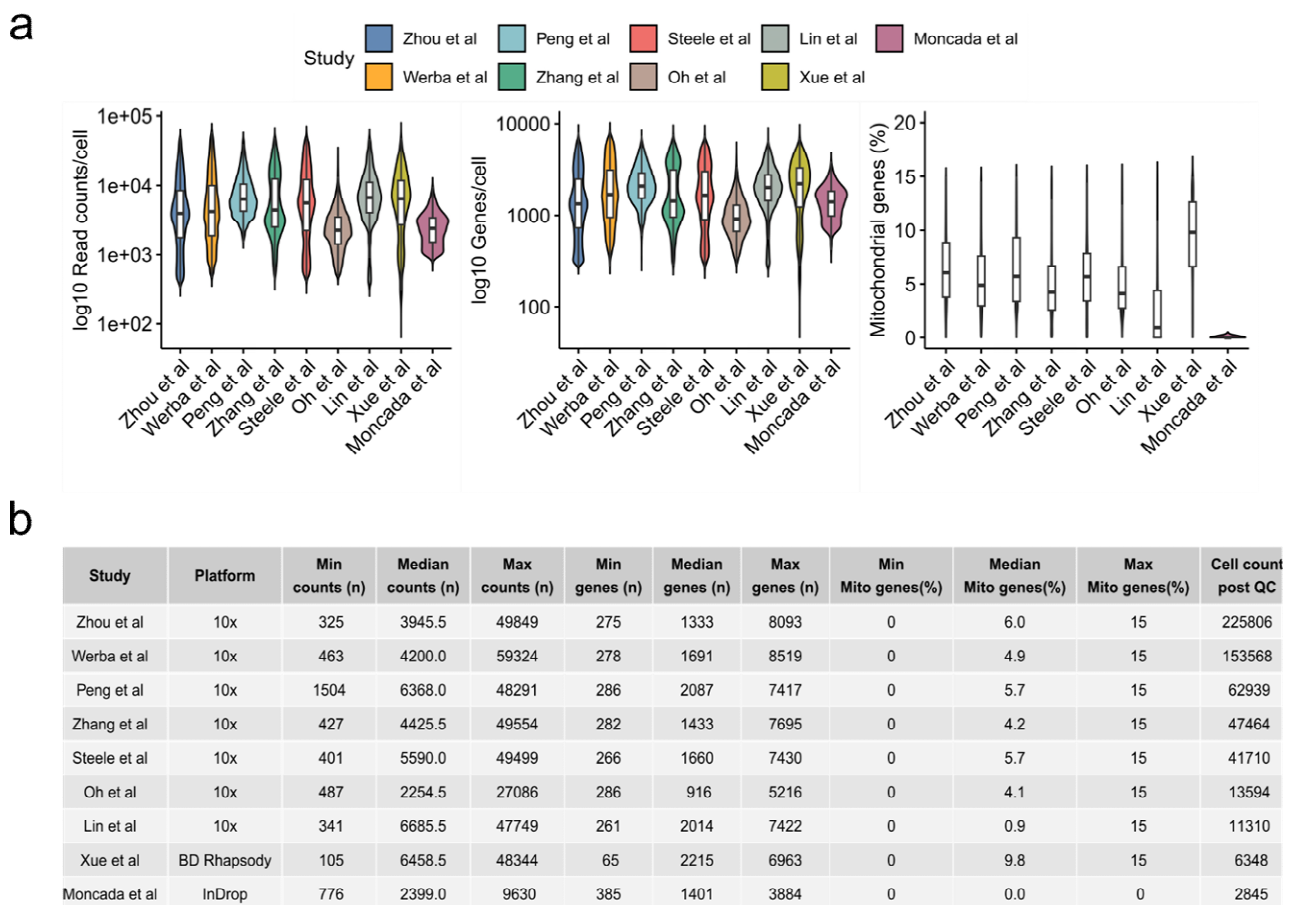 a
Study
Zhou et al
Peng et al
Steele et al
Lin et al
Moncada et al
Werba et al
Zhang et al
Oh et al
Xue et al
log10 Read counts/cell
1e+05
1e+04
1e+03
1e+02
Zhou et al
Werba et al
Peng et al
Zhang et al
Steele et al
Oh et al
Lin et al
Xue et al
Moncada et al
log10 Genes/cell
10000
1000
100
Zhou et al
Werba et al
Peng et al
Zhang et al
Steele et al
Oh et al
Lin et al
Xue et al
Moncada et al
Mitochondrial genes (%)
20
15
10
5
0
Zhou et al
Werba et al
Peng et al
Zhang et al
Steele et al
Oh et al
Lin et al
Xue et al
Moncada et al
b
Study Platform Min counts (n) Median counts (n) Max counts (n) Min genes (n) Median genes (n) Max genes (n) Min Mito genes(%) Median Mito genes(%) Max Mito genes(%) Cell count post QC
Zhou et al 10x 325 3945.5 49849 275 1333 8093 0 6.0 15 225806
Werba et al 10x 463 4200.0 59324 278 1691 8519 0 4.9 15 153568
Peng et al 10x 1504 6368.0 48291 286 2087 7417 0 5.7 15 62939
Zhang et al 10x 427 4425.5 49554 282 1433 7695 0 4.2 15 47464
Steele et al 10x 401 5590.0 49499 266 1660 7430 0 5.7 15 41710
Oh et al 10x 487 2254.5 27086 286 916 5216 0 4.1 15 13594
Lin et al 10x 341 6685.5 47749 261 2014 7422 0 0.9 15 11310
Xue et al BD Rhapsody 105 6458.5 48344 65 2215 6963 0 9.8 15 6348
Moncada et al InDrop 776 2399.0 9630 385 1401 3884 0 0.0 0 2845